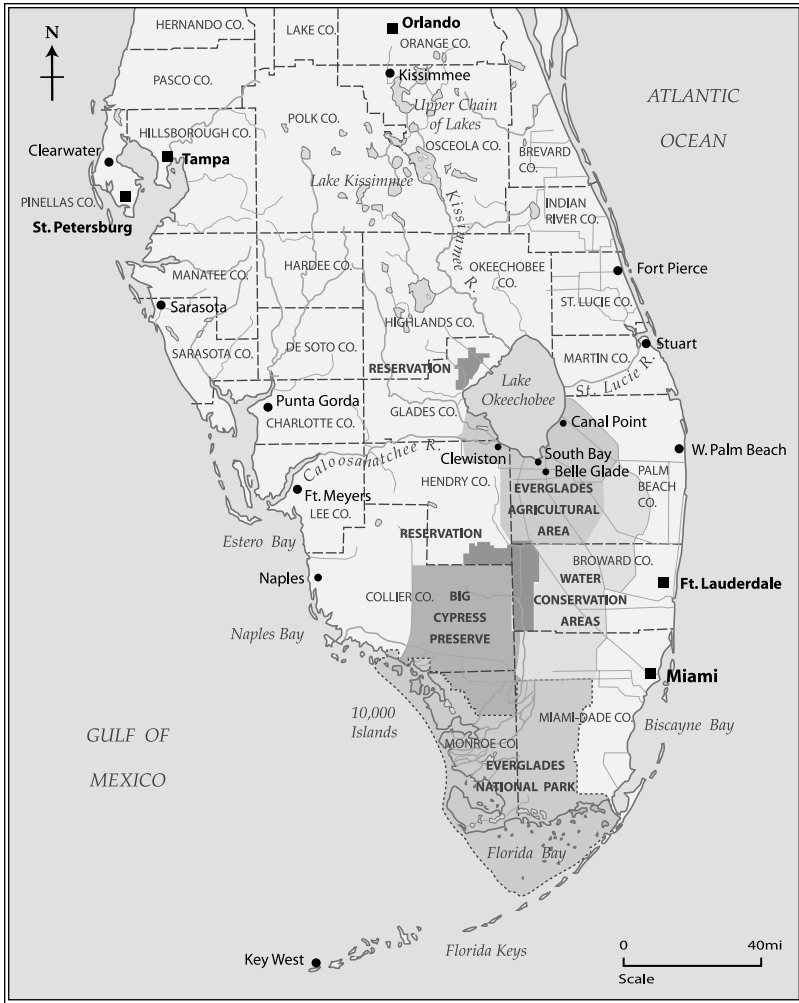 HERNANDO CO.
LAKE CO.
Orlando
ORANGE CO.
N
PASCO CO.
Kissimmee
ATLANTIC
OCEAN
Upper Chain
of Lakes
POLK CO.
HILLSBOROUGH CO.
OSCEOLA CO.
BREVARD
CO.
Clearwater
Tampa
Lake Kissimmee
PINELLAS CO.
St. Petersburg
Kissimmee R.
INDIAN
RIVER CO.
MANATEE CO.
HARDEE CO.
OKEECHOBEE
CO.
Fort Pierce
Sarasota
ST. LUCIE CO.
HIGHLANDS CO.
SARASOTA CO.
DE SOTO CO.
Stuart
MARTIN CO.
St. Lucie R.
RESERVATION
Lake
Okeechobee
Punta Gorda
CHARLOTTE CO.
GLADES CO.
Canal Point
Caloosanatchee R.
Clewiston
South Bay
Belle Glade
W. Palm Beach
PALM
BEACH
CO.
HENDRY CO.
Ft. Meyers
LEE CO.
EVERGLADES
AGRICULTURAL
AREA
Estero Bay
RESERVATION
BROWARD CO.
Naples
COLLIER CO.
BIG
CYPRESS
PRESERVE
WATER
CONSERVATION
AREAS
Ft. Lauderdale
Naples Bay
Miami
10,000
Islands
MIAMI-DADE CO.
Biscayne Bay
GULF OF
MEXICO
MONROE CO
EVERGLADES
NATIONAL PARK
Florida Bay
Florida Keys
Key West
0
40mi
Scale